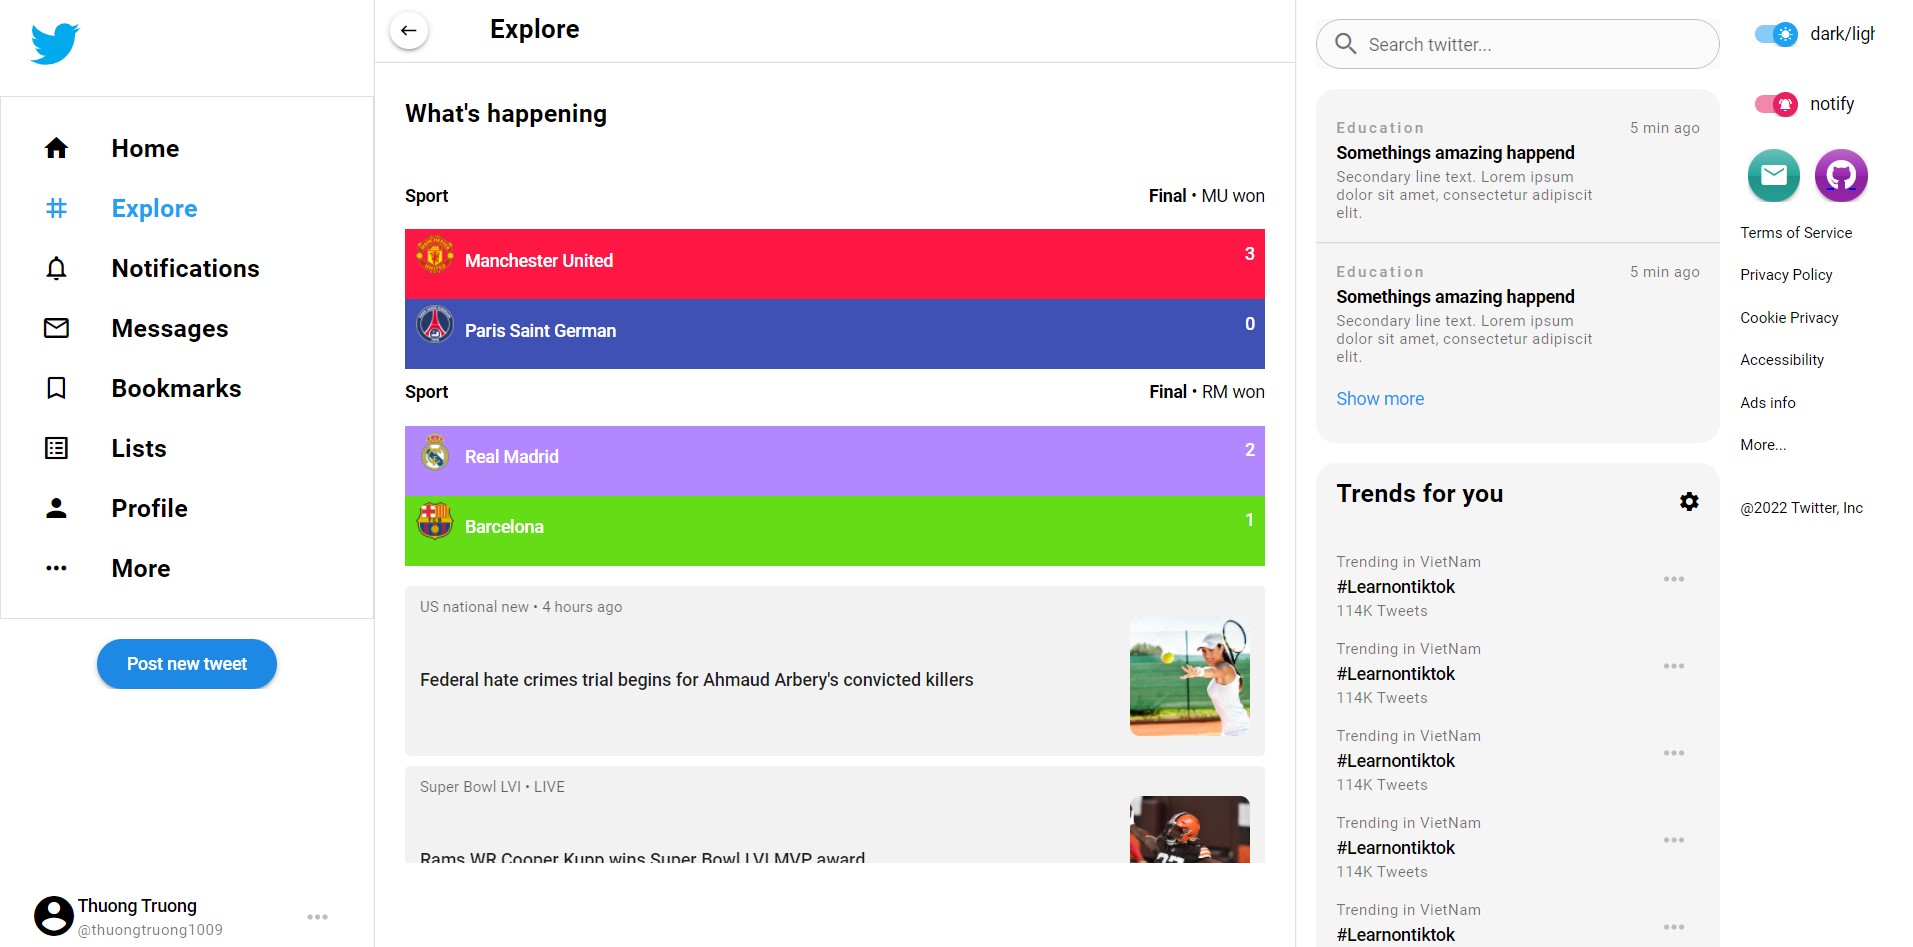 Home
Explore
Notifications
Messages
Bookmarks
Lists
Profile
More
Post new tweet
Thuong Truong
@thuongtruong1009
Explore
What's happening
Sport
Final • MU won
Manchester United
3
Paris Saint German
0
Sport
Final • RM won
Real Madrid
2
Barcelona
1
US national new • 4 hours ago
Federal hate crimes trial begins for Ahmaud Arbery's convicted killers
Super Bowl LVI • LIVE
Rams WR Cooper Kupp wins Super Bowl LVI MVP award
Search twitter...
Education
5 min ago
Somethings amazing happend
Secondary line text. Lorem ipsum
dolor sit amet, consectetur adipiscit
elit.
Education
5 min ago
Somethings amazing happend
Secondary line text. Lorem ipsum
dolor sit amet, consectetur adipiscit
elit.
Show more
Trends for you
Trending in VietNam
#Learnontiktok
114K Tweets
Trending in VietNam
#Learnontiktok
114K Tweets
Trending in VietNam
#Learnontiktok
114K Tweets
Trending in VietNam
#Learnontiktok
114K Tweets
Trending in VietNam
#Learnontiktok
dark/ligh
notify
Terms of Service
Privacy Policy
Cookie Privacy
Accessibility
Ads info
More...
@2022 Twitter, Inc